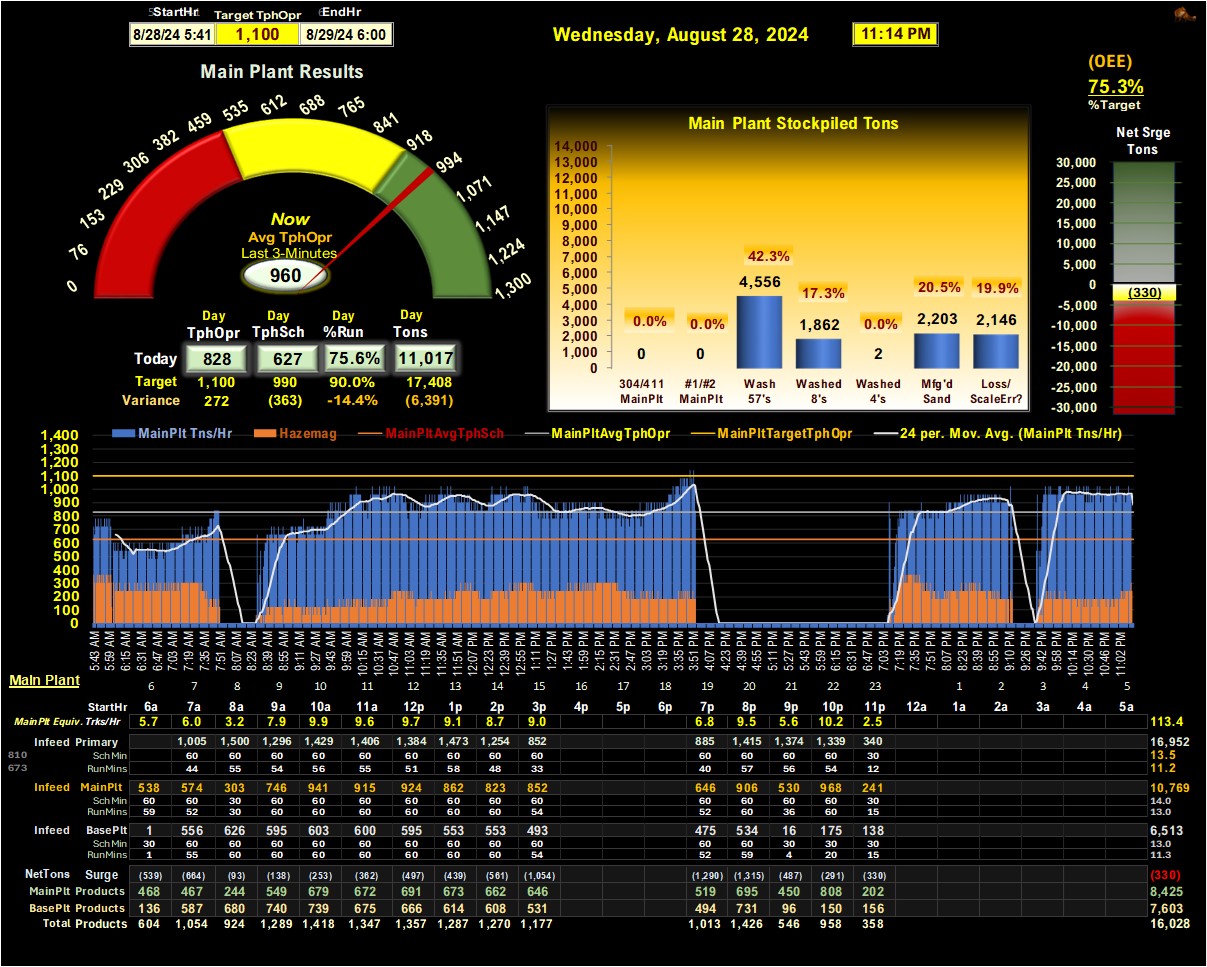 StartHr Target TphOpr EndHr
8/28/24 5:41 1,100 8/29/24 6:00
Wednesday, August 28, 2024 11:14 PM
(OEE)
75.3%
%Target
Main Plant Results
0 76 153 229 306 382 459 535 612 688 765 841 918 994 1,071 1,147 1,224 1,300
Now
Avg TphOpr
Last 3-Minutes
960
Day Day Day Day
TphOpr TphSch %Run Tons
Today 828 627 75.6% 11,017
Target 1,100 990 90.0% 17,408
Variance 272 (363) -14.4% (6,391)
Main Plant Stockpiled Tons
14,000
13,000
12,000
11,000
10,000
9,000
8,000
7,000
6,000
5,000
4,000
3,000
2,000
1,000
0
0.0% 0.0% 42.3% 17.3% 0.0% 20.5% 19.9%
0 0 4,556 1,862 2 2,203 2,146
304/411 #1/#2 Wash Washed Washed Mfg'd Loss/
MainPlt MainPlt 57's 8's 4's Sand ScaleErr?
Net Srge
Tons
30,000
25,000
20,000
15,000
10,000
5,000
0
(330)
-5,000
-10,000
-15,000
-20,000
-25,000
-30,000
MainPlt Tns/Hr Hazemag MainPltAvgTphSch MainPltAvgTphOpr MainPltTargetTphOpr 24 per. Mov. Avg. (MainPlt Tns/Hr)
1,400
1,300
1,200
1,100
1,000
900
800
700
600
500
400
300
200
100
0
5:43 AM 5:59 AM 6:15 AM 6:31 AM 6:47 AM 7:03 AM 7:19 AM 7:35 AM 7:51 AM 8:07 AM 8:23 AM 8:39 AM 8:55 AM 9:11 AM 9:27 AM 9:43 AM 9:59 AM 10:15 AM 10:31 AM 10:47 AM 11:03 AM 11:19 AM 11:35 AM 11:51 AM 12:07 PM 12:23 PM 12:39 PM 12:55 PM 1:11 PM 1:27 PM 1:43 PM 1:59 PM 2:15 PM 2:31 PM 2:47 PM 3:03 PM 3:19 PM 3:35 PM 3:51 PM 4:07 PM 4:23 PM 4:39 PM 4:55 PM 5:11 PM 5:27 PM 5:43 PM 5:59 PM 6:15 PM 6:31 PM 6:47 PM 7:03 PM 7:19 PM 7:35 PM 7:51 PM 8:07 PM 8:23 PM 8:39 PM 8:55 PM 9:10 PM 9:26 PM 9:42 PM 9:58 PM 10:14 PM 10:30 PM 10:46 PM 11:02 PM
Main Plant
6 7 8 9 10 11 12 13 14 15 16 17 18 19 20 21 22 23 1 2 3 4 5
StartHr 6a 7a 8a 9a 10a 11a 12p 1p 2p 3p 4p 5p 6p 7p 8p 9p 10p 11p 12a 1a 2a 3a 4a 5a
MainPlt Equiv. Trks/Hr 5.7 6.0 3.2 7.9 9.9 9.6 9.7 9.1 8.7 9.0 6.8 9.5 5.6 10.2 2.5 113.4
Infeed Primary 1,005 1,500 1,296 1,429 1,406 1,384 1,473 1,254 852 885 1,415 1,374 1,339 340 16,952
810 Sch Min 60 60 60 60 60 60 60 60 60 60 60 60 60 30 13.5
673 RunMins 44 55 54 56 55 51 58 48 33 40 57 56 54 12 11.2
Infeed MainPlt 538 574 303 746 941 915 924 862 823 852 646 906 530 968 241 10,769
Sch Min 60 60 30 60 60 60 60 60 60 60 60 60 60 60 30 14.0
RunMins 59 52 30 60 60 60 60 60 60 54 52 60 36 60 15 13.0
Infeed BasePlt 1 556 626 595 603 600 595 553 553 493 475 534 16 175 138 6,513
Sch Min 30 60 60 60 60 60 60 60 60 60 60 60 30 30 30 13.0
RunMins 1 55 60 60 60 60 60 60 60 54 52 59 4 20 15 11.3
NetTons Surge (539) (664) (93) (138) (253) (362) (497) (439) (561) (1,054) (1,290) (1,315) (487) (291) (330) (330)
MainPlt Products 468 467 244 549 679 672 691 673 662 646 519 695 450 808 202 8,425
BasePlt Products 136 587 680 740 739 675 666 614 608 531 494 731 96 150 156 7,603
Total Products 604 1,054 924 1,289 1,418 1,347 1,357 1,287 1,270 1,177 1,013 1,426 546 958 358 16,028